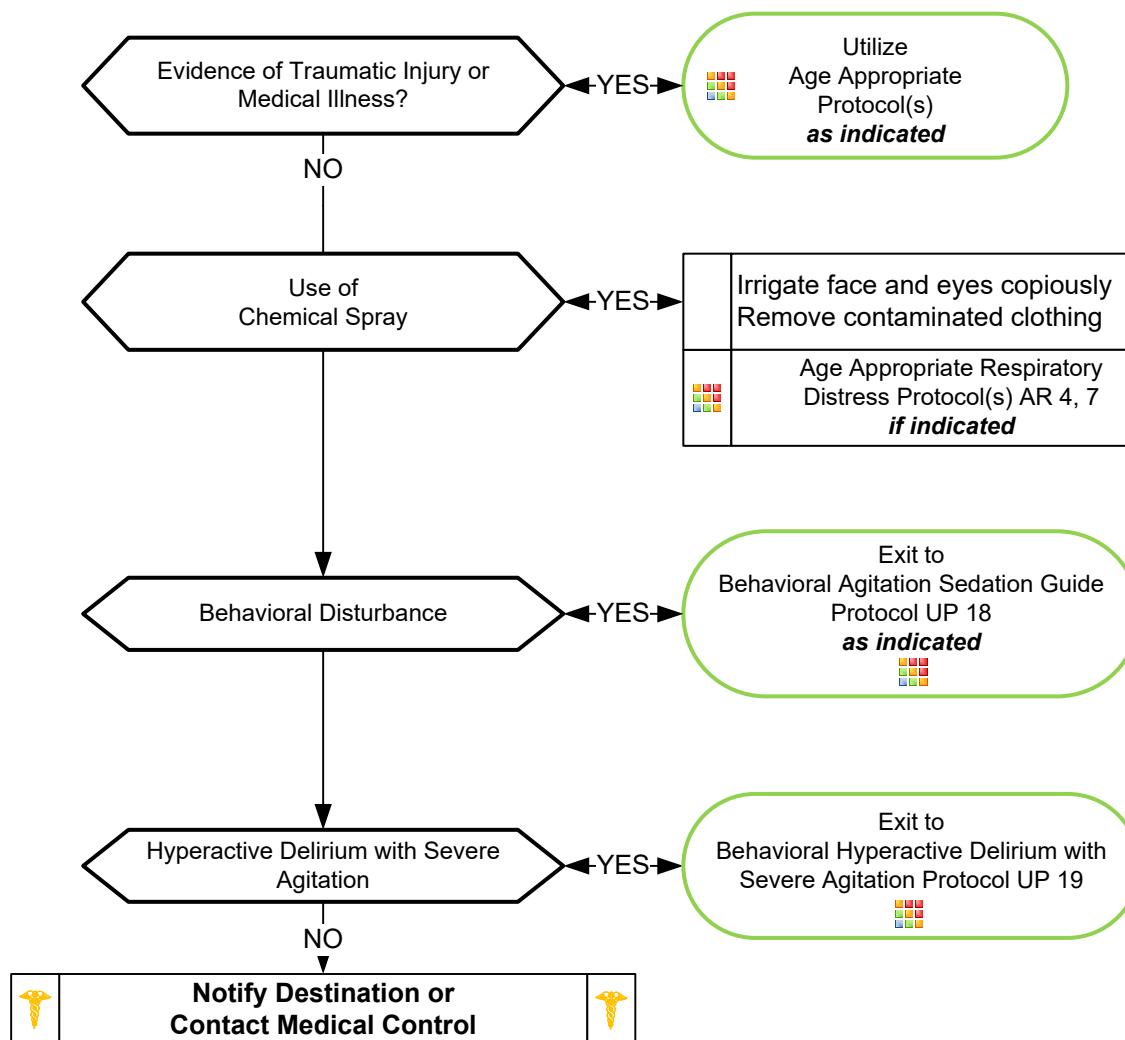 Evidence of Traumatic Injury or
Medical Illness?
YES
Utilize
Age Appropriate
Protocol(s)
as indicated
NO
Use of
Chemical Spray
YES
Irrigate face and eyes copiously
Remove contaminated clothing
Age Appropriate Respiratory
Distress Protocol(s) AR 4, 7
if indicated
Behavioral Disturbance
YES
Exit to
Behavioral Agitation Sedation Guide
Protocol UP 18
as indicated
Hyperactive Delirium with Severe
Agitation
YES
Exit to
Behavioral Hyperactive Delirium with
Severe Agitation Protocol UP 19
NO
Notify Destination or
Contact Medical Control